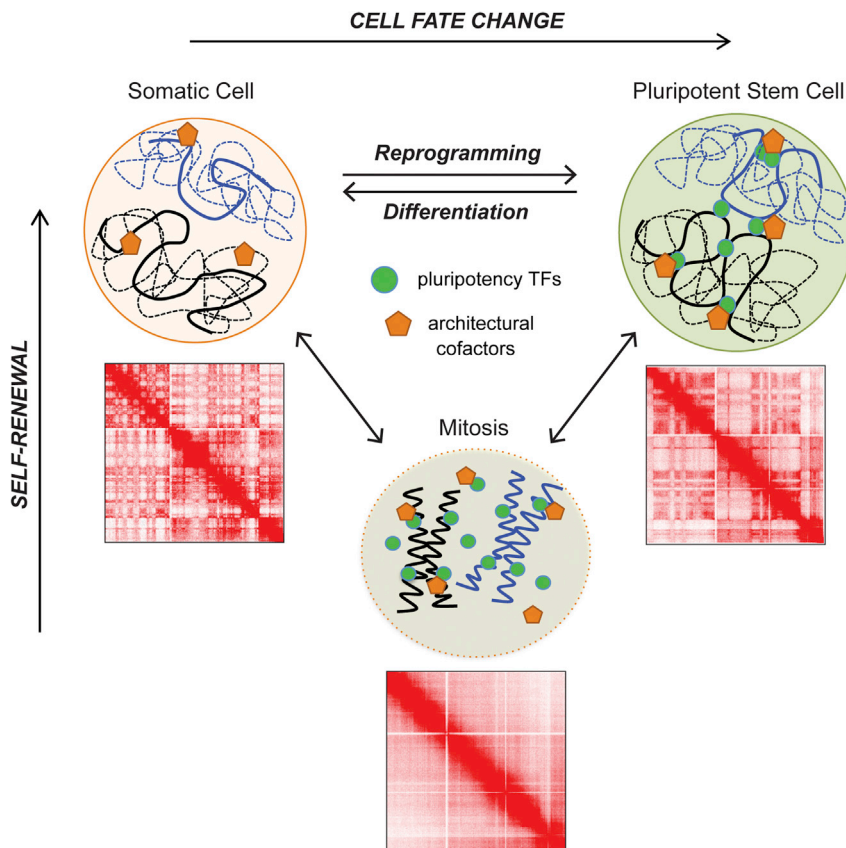 CELL FATE CHANGE
Somatic Cell
Pluripotent Stem Cell
Reprogramming
Differentiation
pluripotency TFs
architectural
cofactors
SELF-RENEWAL
Mitosis